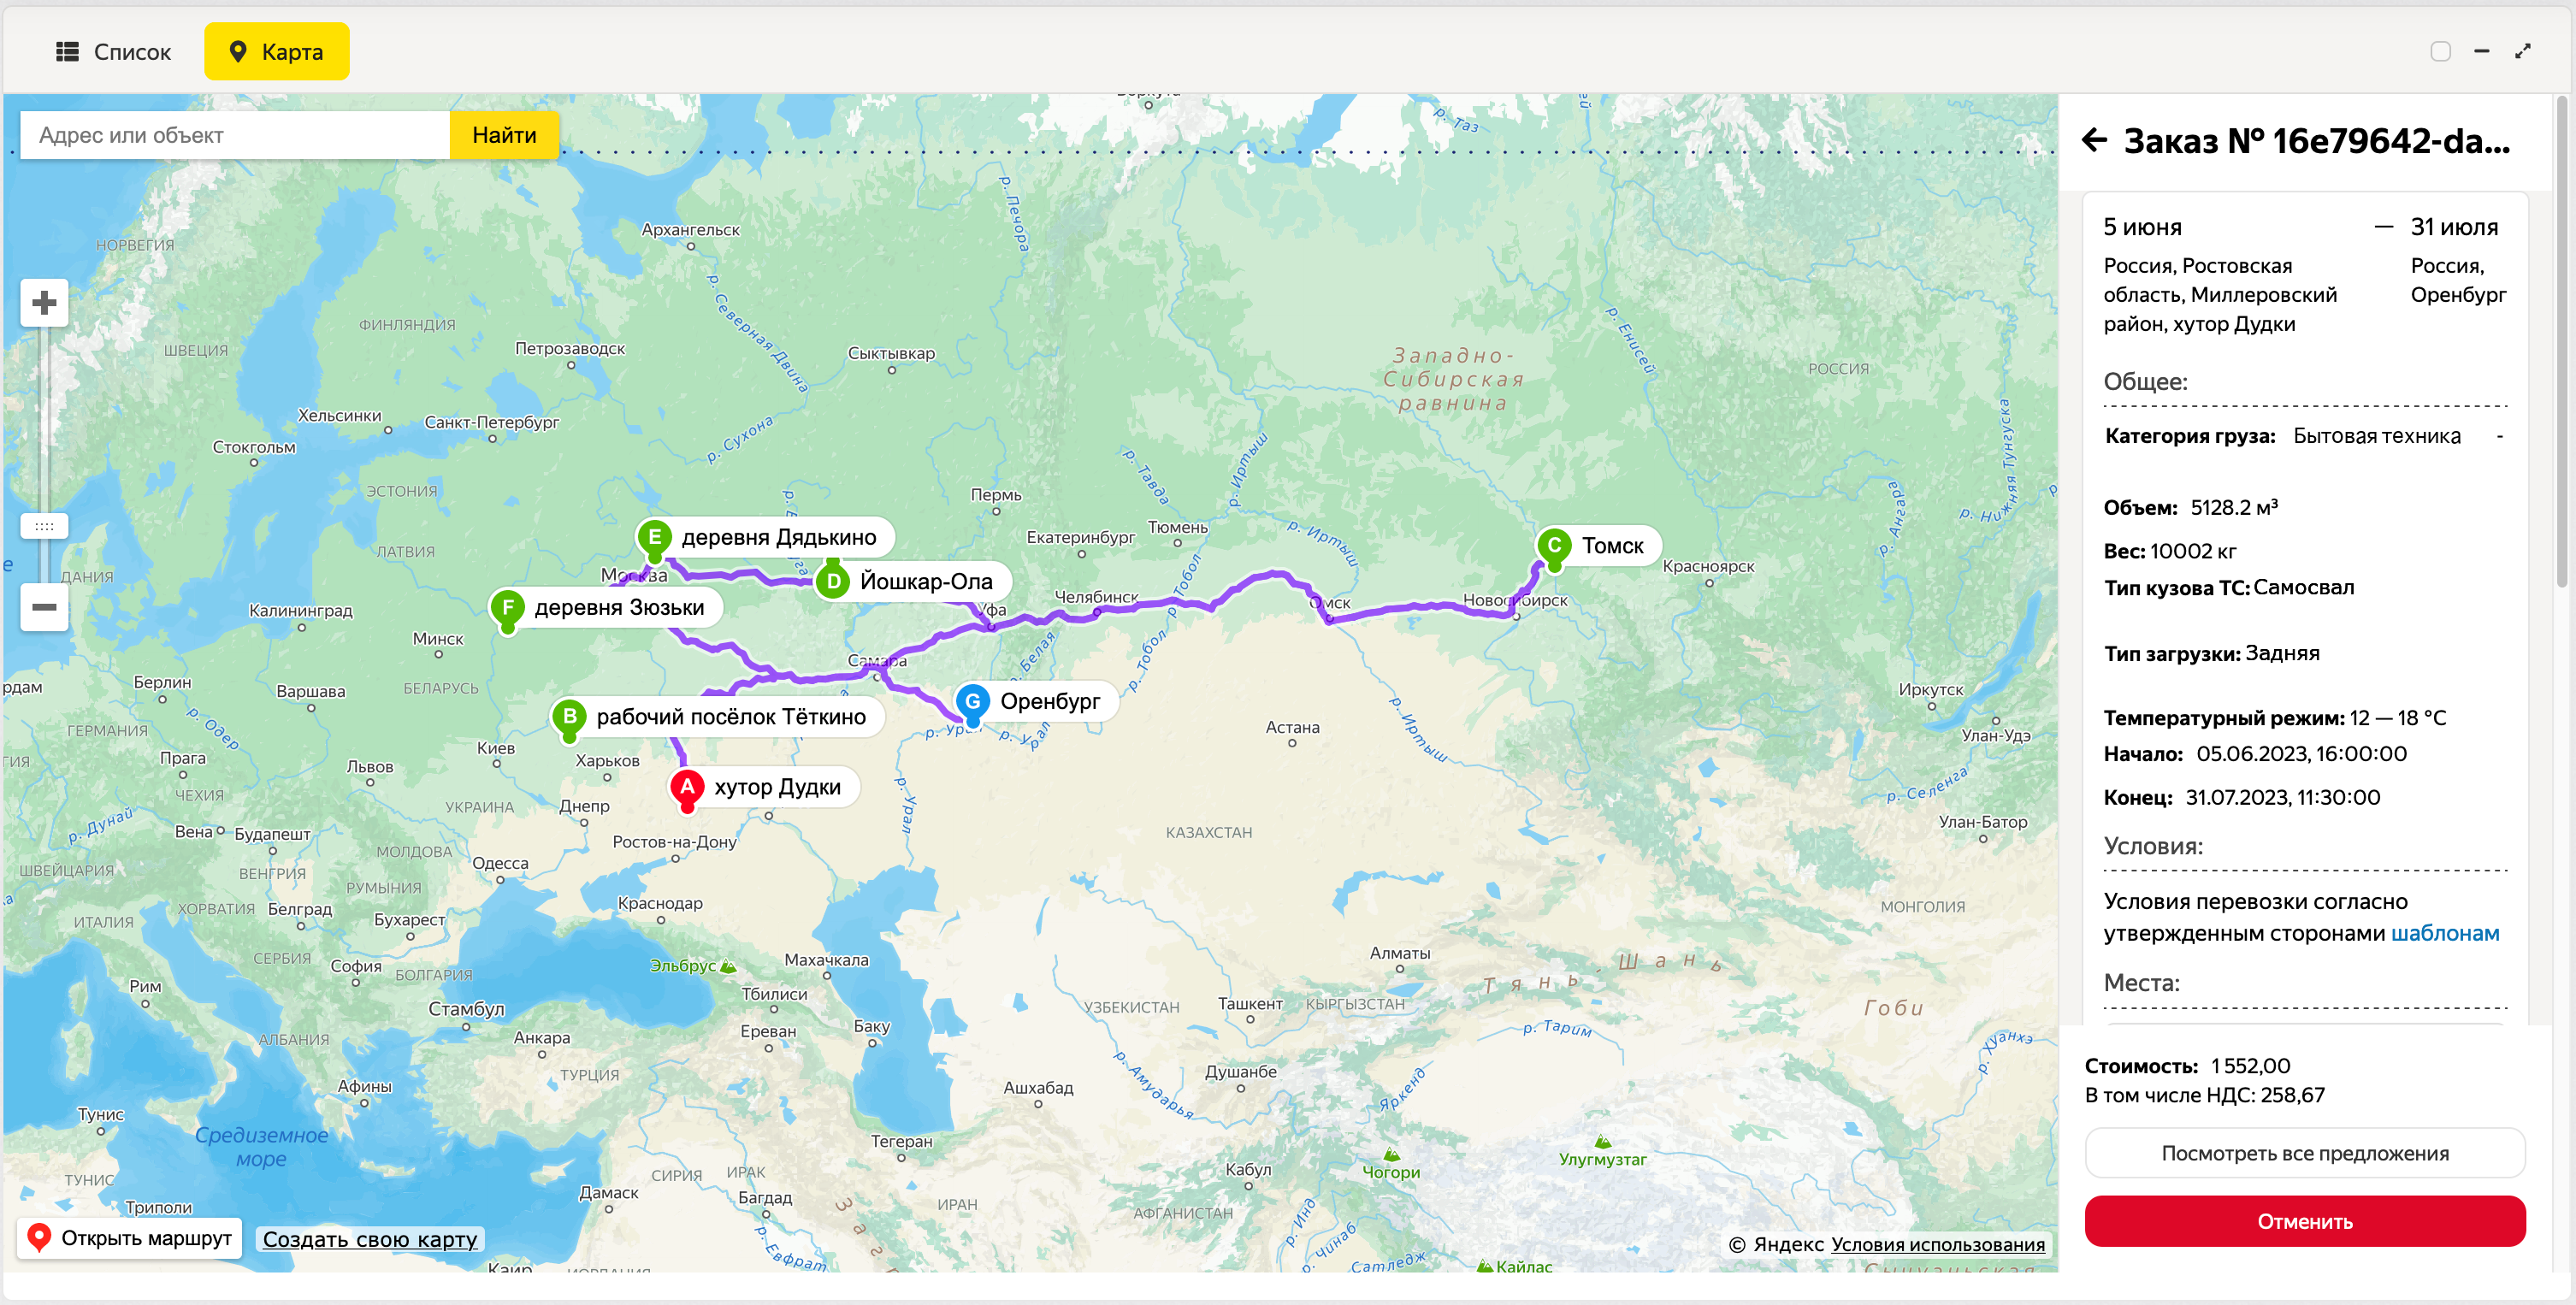 Список
Карта
Адрес или объект
Найти
р. Таз
р. Печора
Архангельск
НОРВЕГИЯ
р. Северная Двина
ФИНЛЯНДИЯ
ШВЕЦИЯ
Петрозаводск
Сыктывкар
Западно-
Сибирская
равнина
р. Енисей
РОССИЯ
Хельсинки
Санкт-Петербург
Стокгольм
р. Сухона
р. Иртыш
р. Тавда
р. Нижняя Тунгуска
ЭСТОНИЯ
Пермь
Екатеринбург
Тюмень
р. Иртыш
р. Ангара
E деревня Дядькино
C Томск
ЛАТВИЯ
Москва
D Йошкар-Ола
Красноярск
ДАНИЯ
Калининград
F деревня Зюзьки
Уфа
Челябинск
р. Тобол
Омск
Новосибирск
Минск
р. Белая
р. Тобол
Самара
Берлин
Варшава
БЕЛАРУСЬ
Иркутск
р. Одер
B рабочий посёлок Тёткино
G Оренбург
ГЕРМАНИЯ
р. Урал
р. Урал
Астана
р. Иртыш
Улан-Удэ
Киев
Прага
Львов
Харьков
ЧЕХИЯ
УКРАИНА
Днепр
A хутор Дудки
р. Урал
р. Селенга
р. Дунай
Вена
Будапешт
Ростов-на-Дону
КАЗАХСТАН
Улан-Батор
МОЛДОВА
ШВЕЙЦАРИЯ
ВЕНГРИЯ
Одесса
РУМЫНИЯ
ХОРВАТИЯ
Белград
Бухарест
Краснодар
МОНГОЛИЯ
ИТАЛИЯ
СЕРБИЯ
София
БОЛГАРИЯ
Эльбрус
Махачкала
Алматы
Тянь-Шань
Рим
Стамбул
Тбилиси
УЗБЕКИСТАН
Ташкент
КЫРГЫЗСТАН
Гоби
АЛБАНИЯ
Анкара
Ереван
Баку
р. Тарим
р. Хуанхэ
ТУРЦИЯ
Афины
Ашхабад
р. Амударья
Душанбе
р. Яркенд
Тунис
Средиземное
море
Тегеран
Улугмузтаг
ТУНИС
СИРИЯ
ИРАК
Кабул
Чогори
Триполи
Дамаск
Багдад
ИРАН
АФГАНИСТАН
р. Инд
р. Чинаб
р. Евфрат
р. Сатледж
Кайлас
Каир
Открыть маршрут
Создать свою карту
© Яндекс Условия использования
Заказ № 16e79642-da...
5 июня — 31 июля
Россия, Ростовская
область, Миллеровский
район, хутор Дудки
Россия,
Оренбург
Общее:
Категория груза: Бытовая техника -
Объем: 5128.2 м³
Вес: 10002 кг
Тип кузова ТС: Самосвал
Тип загрузки: Задняя
Температурный режим: 12 — 18 °C
Начало: 05.06.2023, 16:00:00
Конец: 31.07.2023, 11:30:00
Условия:
Условия перевозки согласно
утвержденным сторонами шаблонам
Места:
Стоимость: 1 552,00
В том числе НДС: 258,67
Посмотреть все предложения
Отменить